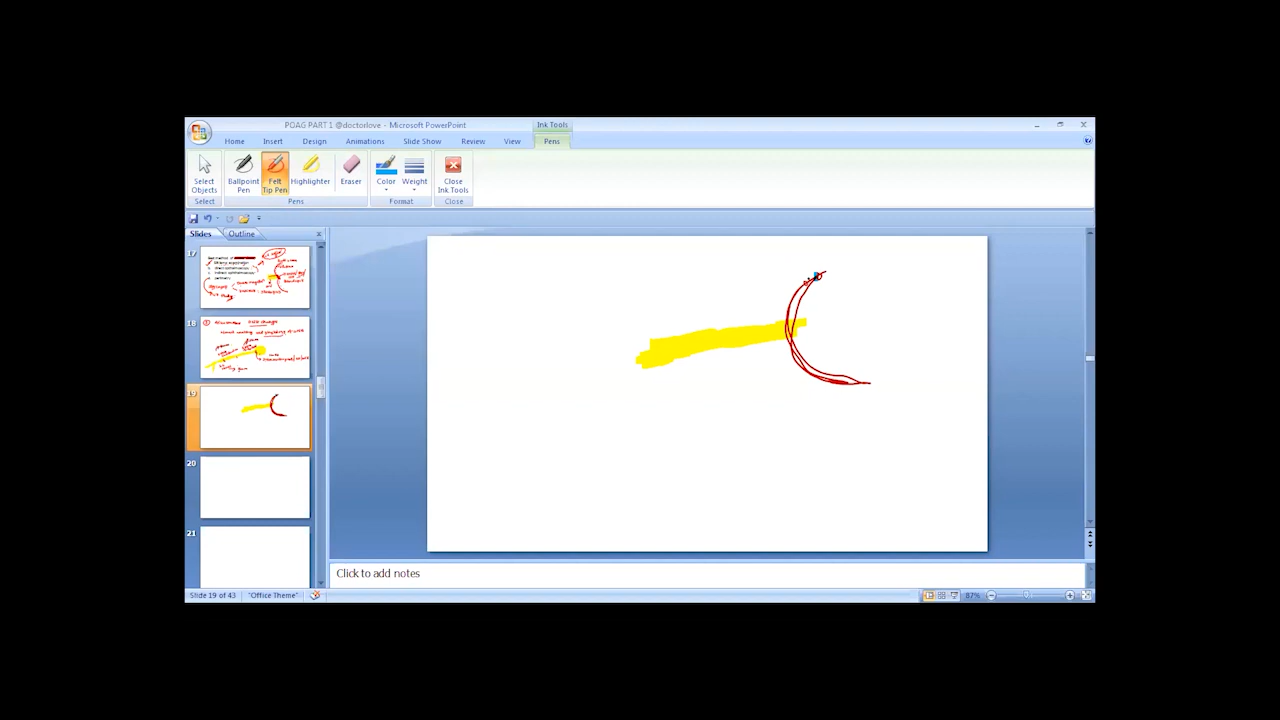 POAG PART 1 @doctorlove - Microsoft PowerPoint
Ink Tools
Home Insert Design Animations Slide Show Review View Pens
Select Objects
Ballpoint Pen
Felt Tip Pen
Highlighter
Eraser
Color
Weight
Close Ink Tools
Select Pens Format Close
Slides Outline
17
18
19
20
21
Click to add notes
Slide 19 of 43 "Office Theme" 87%